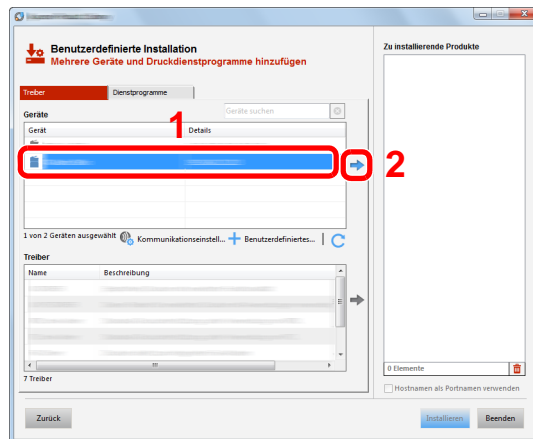 Benutzerdefinierte Installation
Mehrere Geräte und Druckdienstprogramme hinzufügen
Treiber
Dienstprogramme
Geräte
Geräte suchen
1
Gerät
Details
2
1 von 2 Geräten ausgewählt
Kommunikationseinstell...
Benutzerdefiniertes...
Treiber
Name
Beschreibung
7 Treiber
Zu installierende Produkte
0 Elemente
Hostnamen als Portnamen verwenden
Zurück
Installieren
Beenden